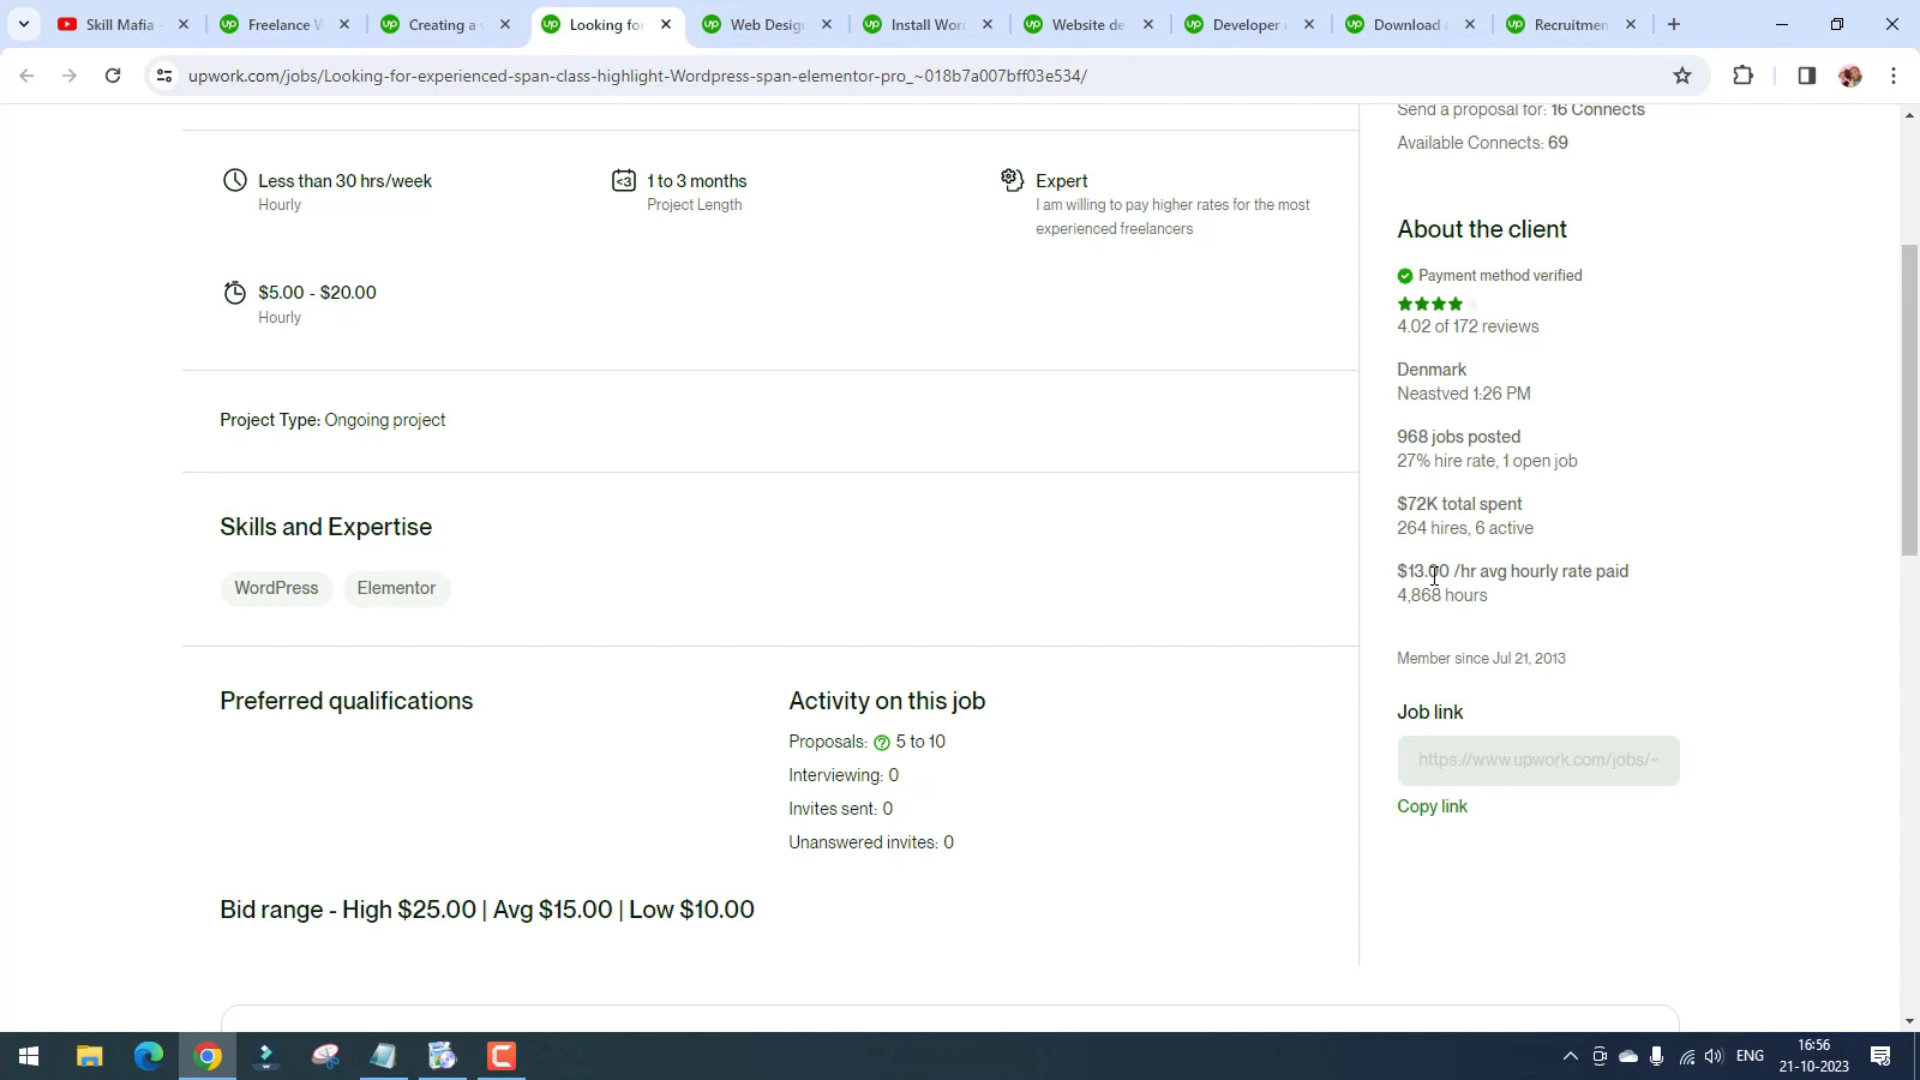 Skill Mafia
Freelance W
Creating a
Looking for
Web Desig
Install Wor
Website de
Developer
Download
Recruitmen
upwork.com/jobs/Looking-for-experienced-span-class-highlight-Wordpress-span-elementor-pro_~018b7a007bff03e534/
Send a proposal for: 16 Connects
Available Connects: 69
Less than 30 hrs/week
Hourly
<3
1 to 3 months
Project Length
Expert
I am willing to pay higher rates for the most
experienced freelancers
$5.00 - $20.00
Hourly
Project Type: Ongoing project
Skills and Expertise
WordPress
Elementor
Preferred qualifications
Activity on this job
Proposals: 5 to 10
Interviewing: 0
Invites sent: 0
Unanswered invites: 0
Bid range - High $25.00 | Avg $15.00 | Low $10.00
About the client
Payment method verified
4.02 of 172 reviews
Denmark
Neastved 1:26 PM
968 jobs posted
27% hire rate, 1 open job
$72K total spent
264 hires, 6 active
$13.00 /hr avg hourly rate paid
4,868 hours
Member since Jul 21, 2013
Job link
https://www.upwork.com/jobs/~
Copy link
ENG
16:56
21-10-2023